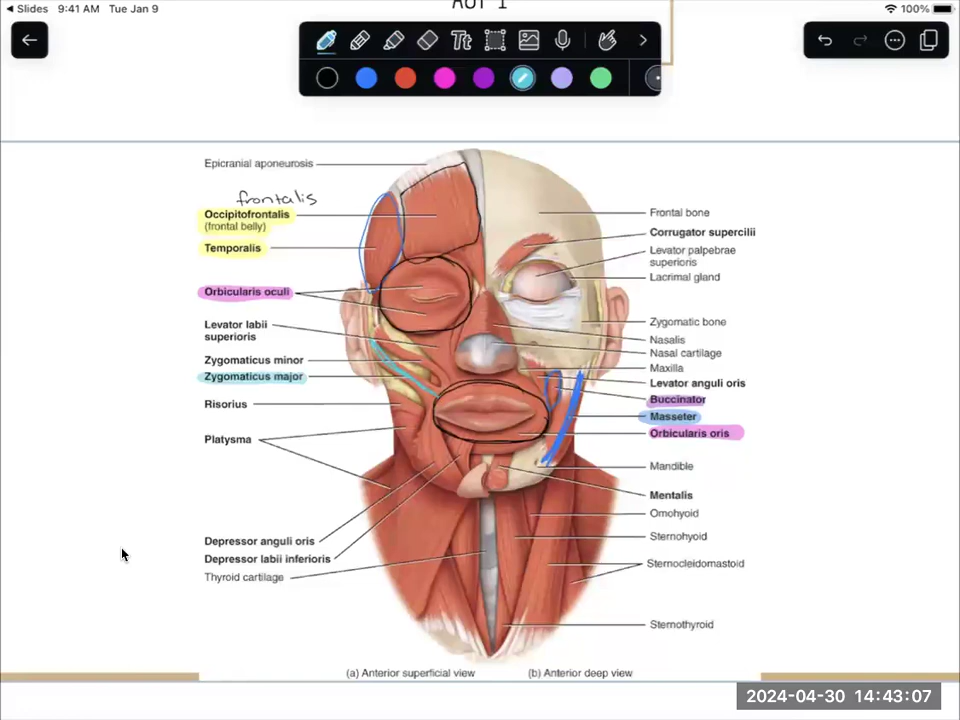 Slides 9:41 AM Tue Jan 9
100%
Tt
Epicranial aponeurosis
frontalis
Occipitofrontalis
(frontal belly)
Temporalis
Orbicularis oculi
Levator labii
superioris
Zygomaticus minor
Zygomaticus major
Risorius
Platysma
Depressor anguli oris
Depressor labii inferioris
Thyroid cartilage
Frontal bone
Corrugator supercilii
Levator palpebrae
superioris
Lacrimal gland
Zygomatic bone
Nasalis
Nasal cartilage
Maxilla
Levator anguli oris
Buccinator
Masseter
Orbicularis oris
Mandible
Mentalis
Omohyoid
Sternohyoid
Sternocleidomastoid
Sternothyroid
(a) Anterior superficial view (b) Anterior deep view
2024-04-30 14:43:07